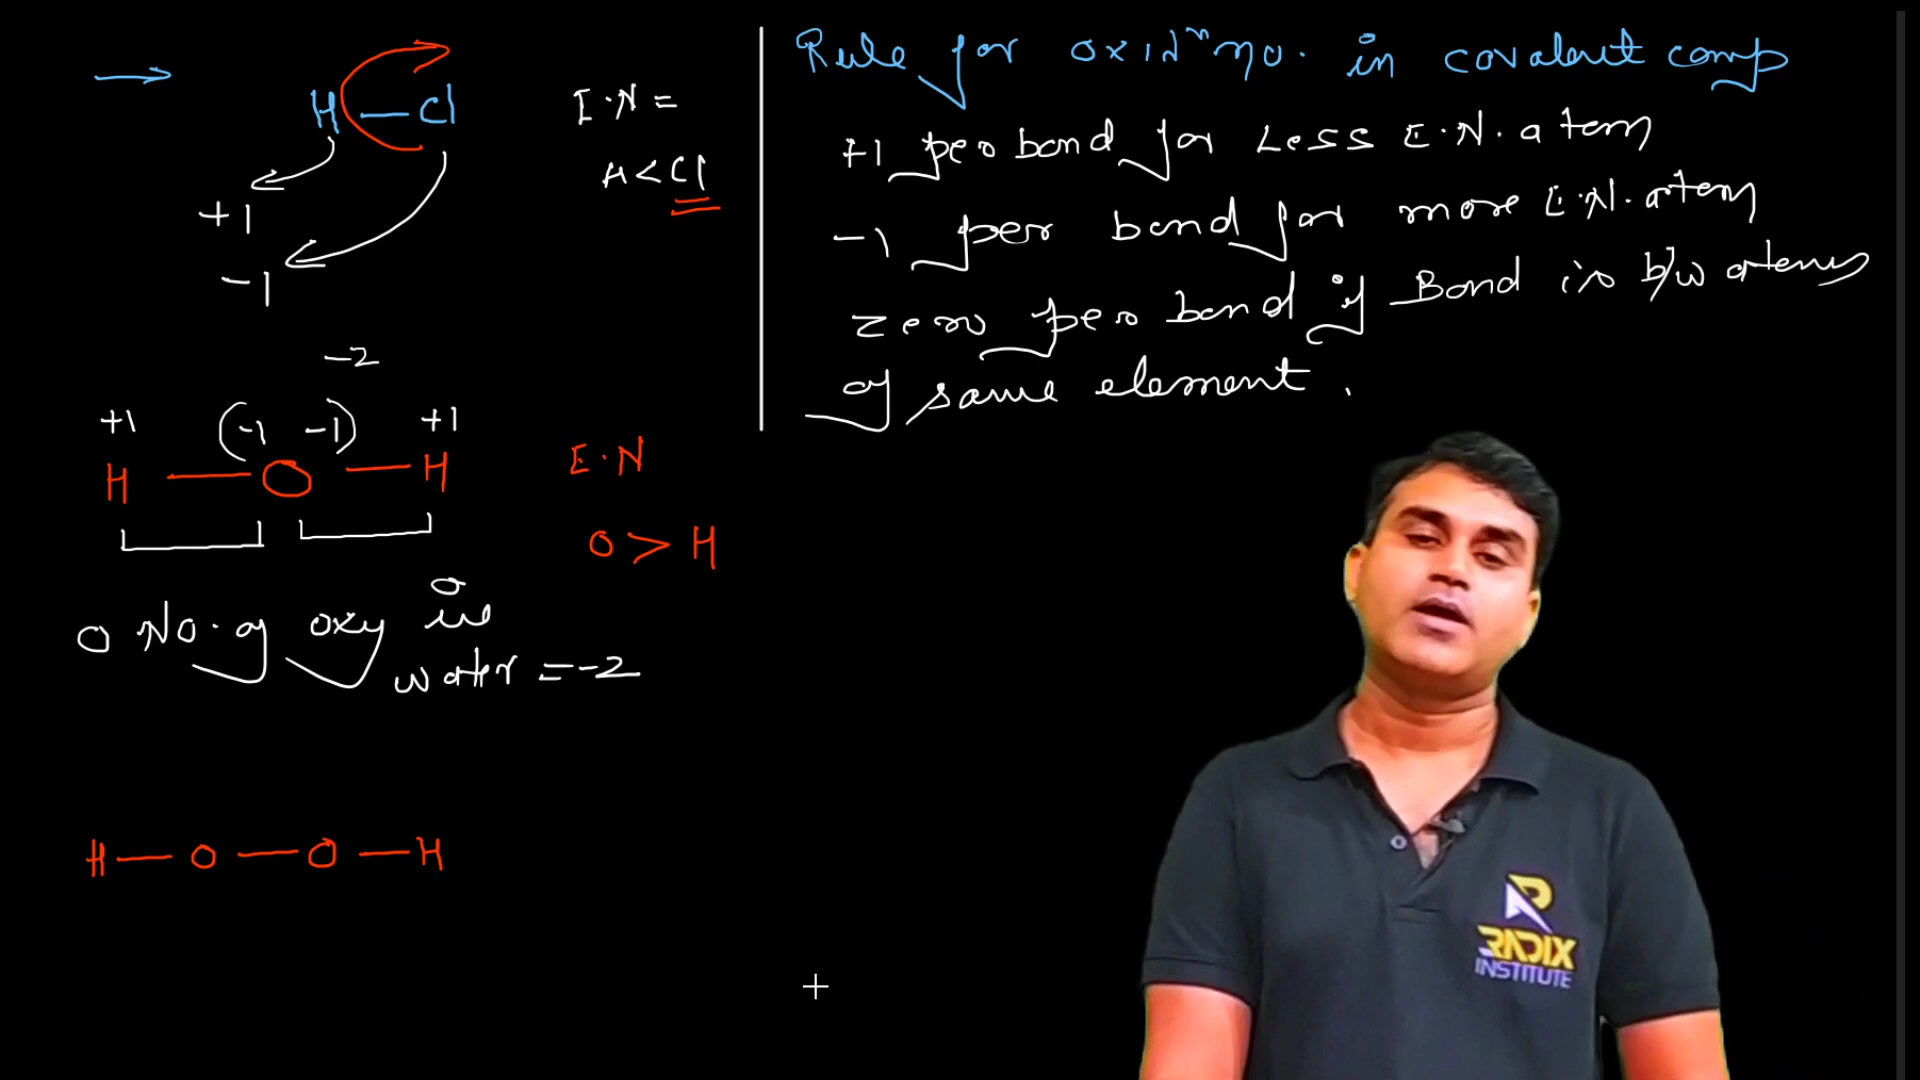 H — Cl
E·N =
H < Cl
+1
-1
-2
+1 (-1 -1) +1
H — O — H
E·N
O > H
O No. of oxy in
water = -2
H — O — O — H
Rule for oxidⁿ no. in covalent comp
+1 per bond for Less E.N. atom
-1 per bond for more E.N. atom
zero per bond if Bond is b/w atoms
of same element.
RADIX
INSTITUTE